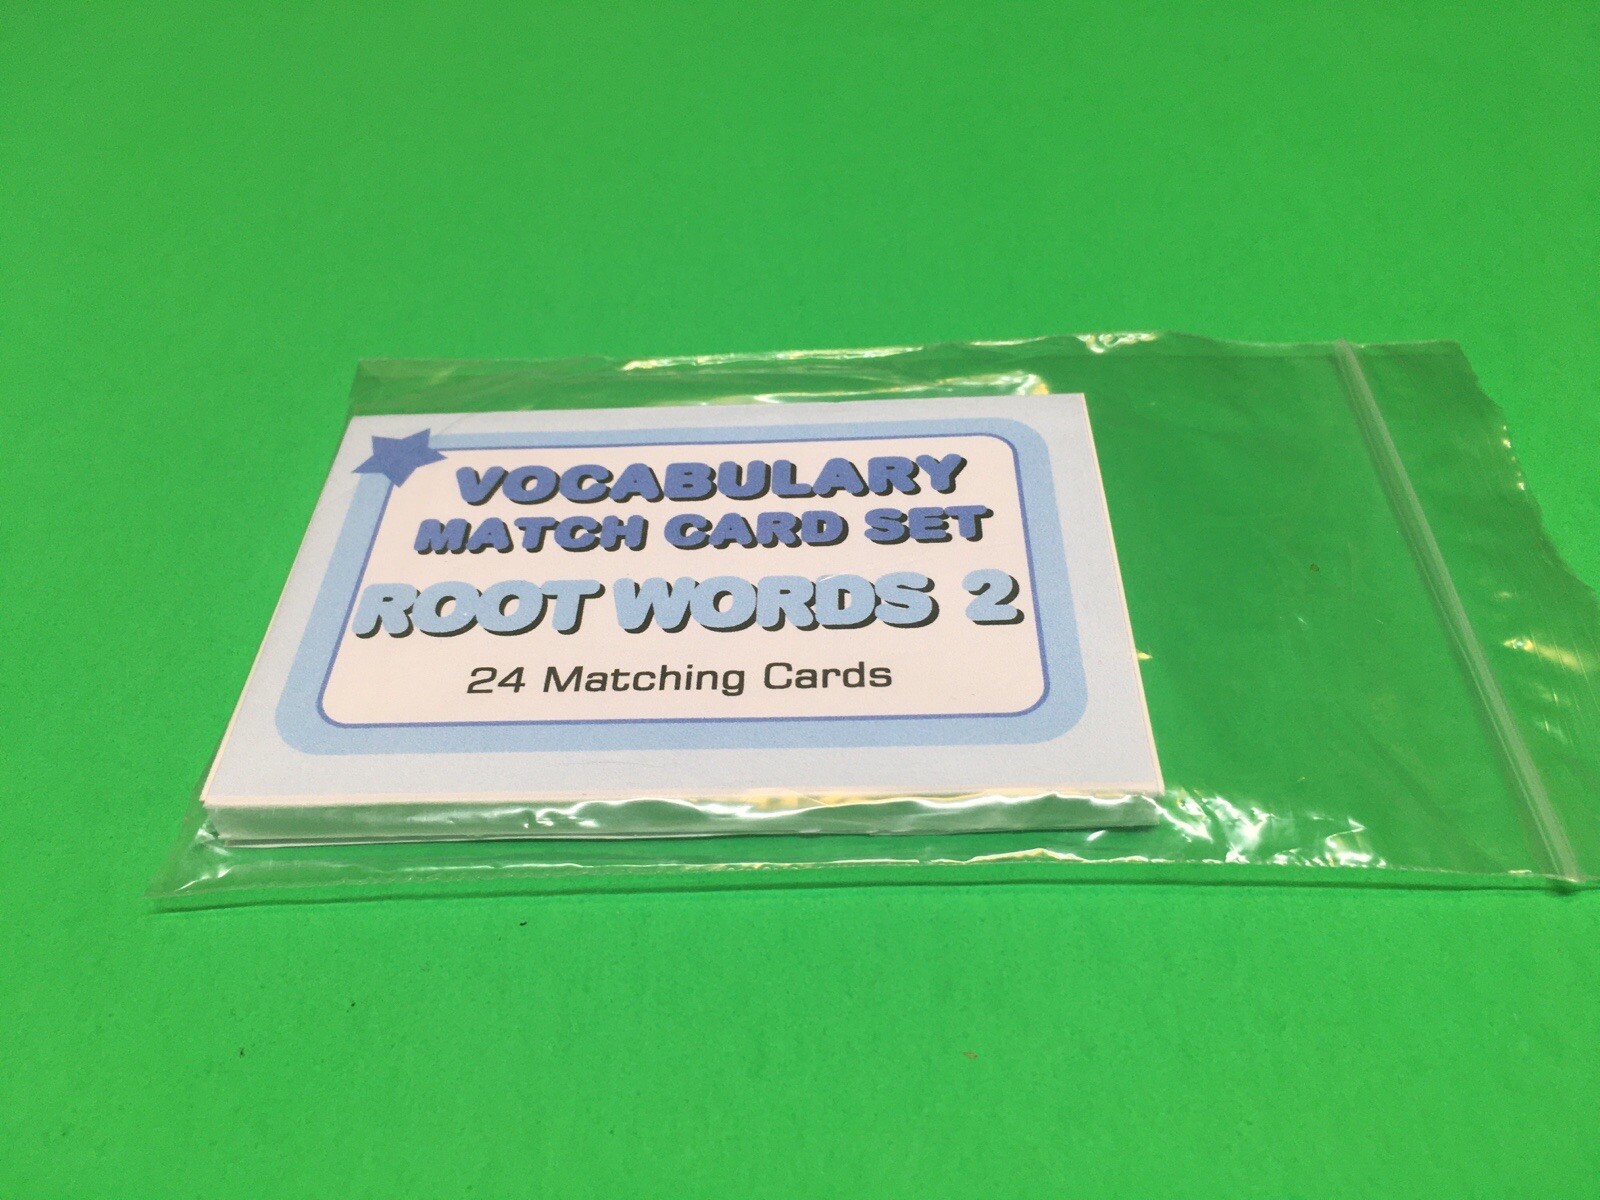 VOCABULARY
MATCH CARD SET
ROOT WORDS 2
24 Matching Cards